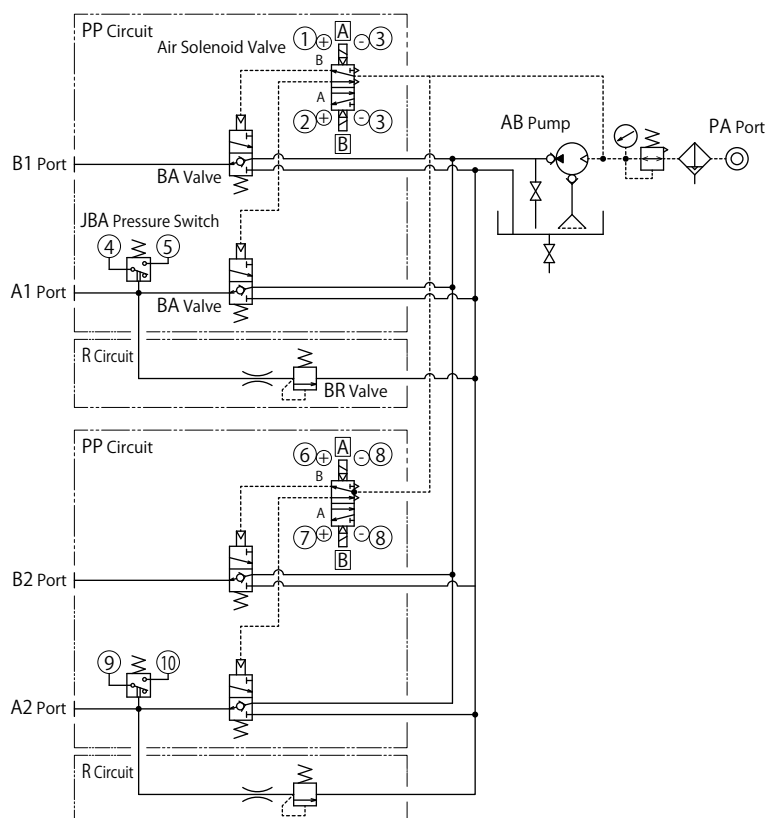 PP Circuit
Air Solenoid Valve
1 + A - 3
B
A
2 + B - 3
AB Pump
PA Port
B1 Port
BA Valve
JBA Pressure Switch
4 5
A1 Port
BA Valve
R Circuit
BR Valve
PP Circuit
6 + A - 8
B
A
7 + B - 8
B2 Port
9 10
A2 Port
R Circuit